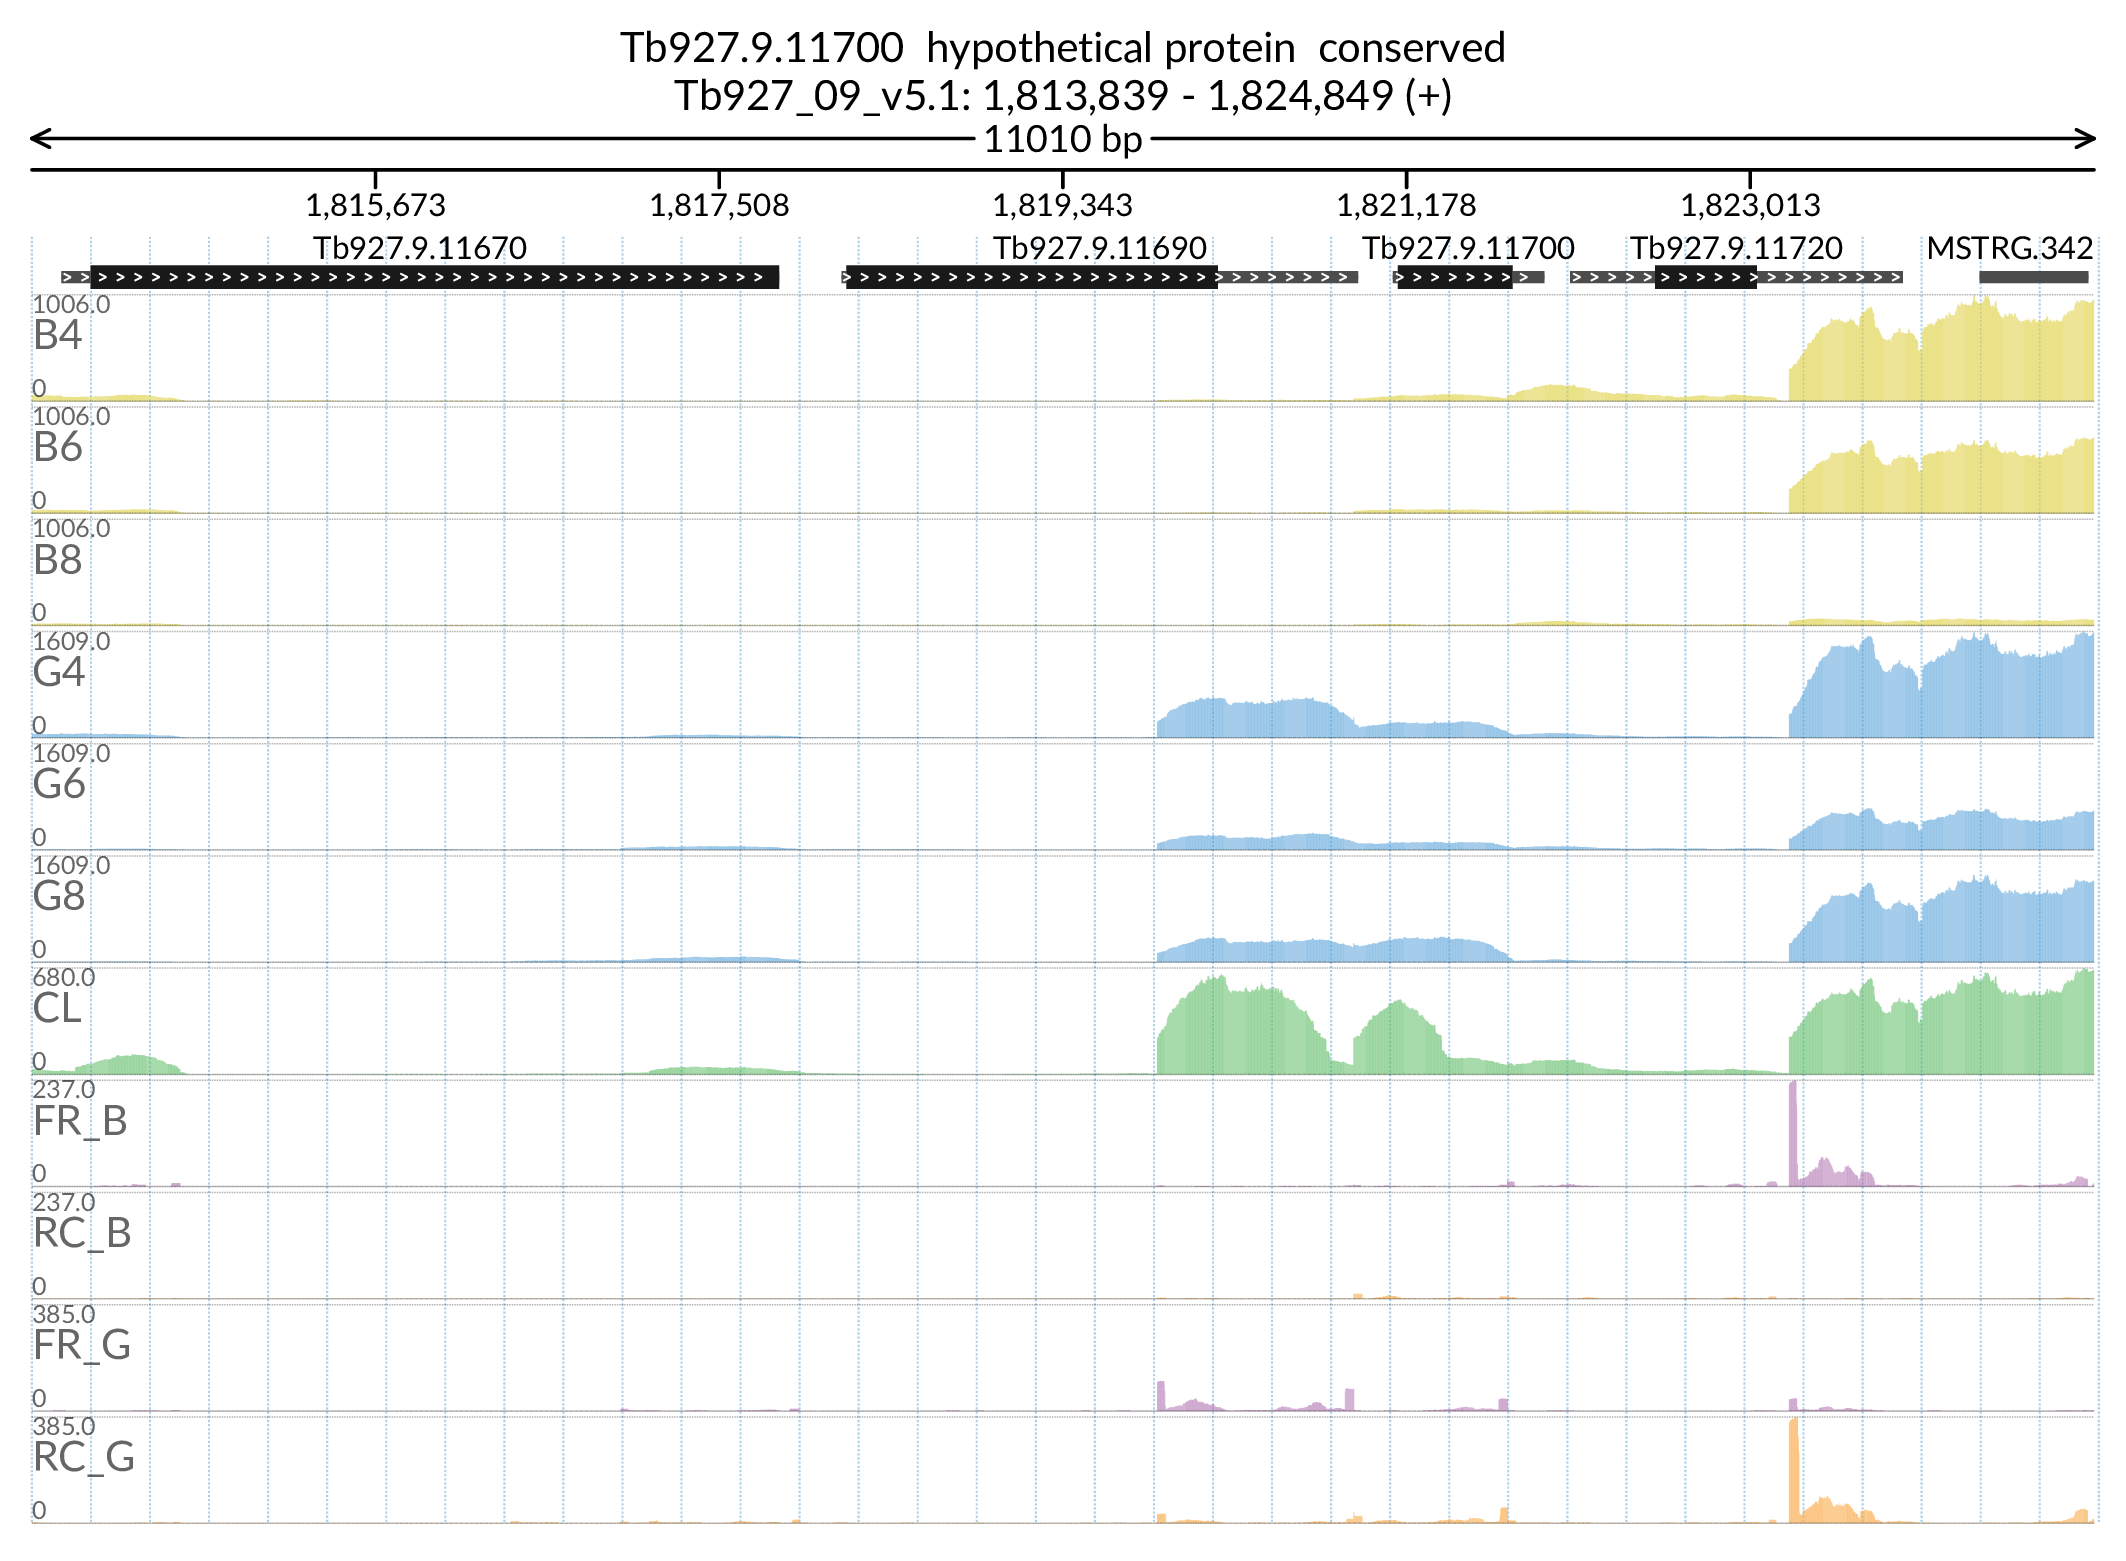 Tb927.9.11700 hypothetical protein conserved
Tb927_09_v5.1: 1,813,839 - 1,824,849 (+)
11010 bp
1,815,673 1,817,508 1,819,343 1,821,178 1,823,013
Tb927.9.11670 Tb927.9.11690 Tb927.9.11700 Tb927.9.11720 MSTRG.342
1006.0
B4
0
1006.0
B6
0
1006.0
B8
0
1609.0
G4
0
1609.0
G6
0
1609.0
G8
0
680.0
CL
0
237.0
FR_B
0
237.0
RC_B
0
385.0
FR_G
0
385.0
RC_G
0